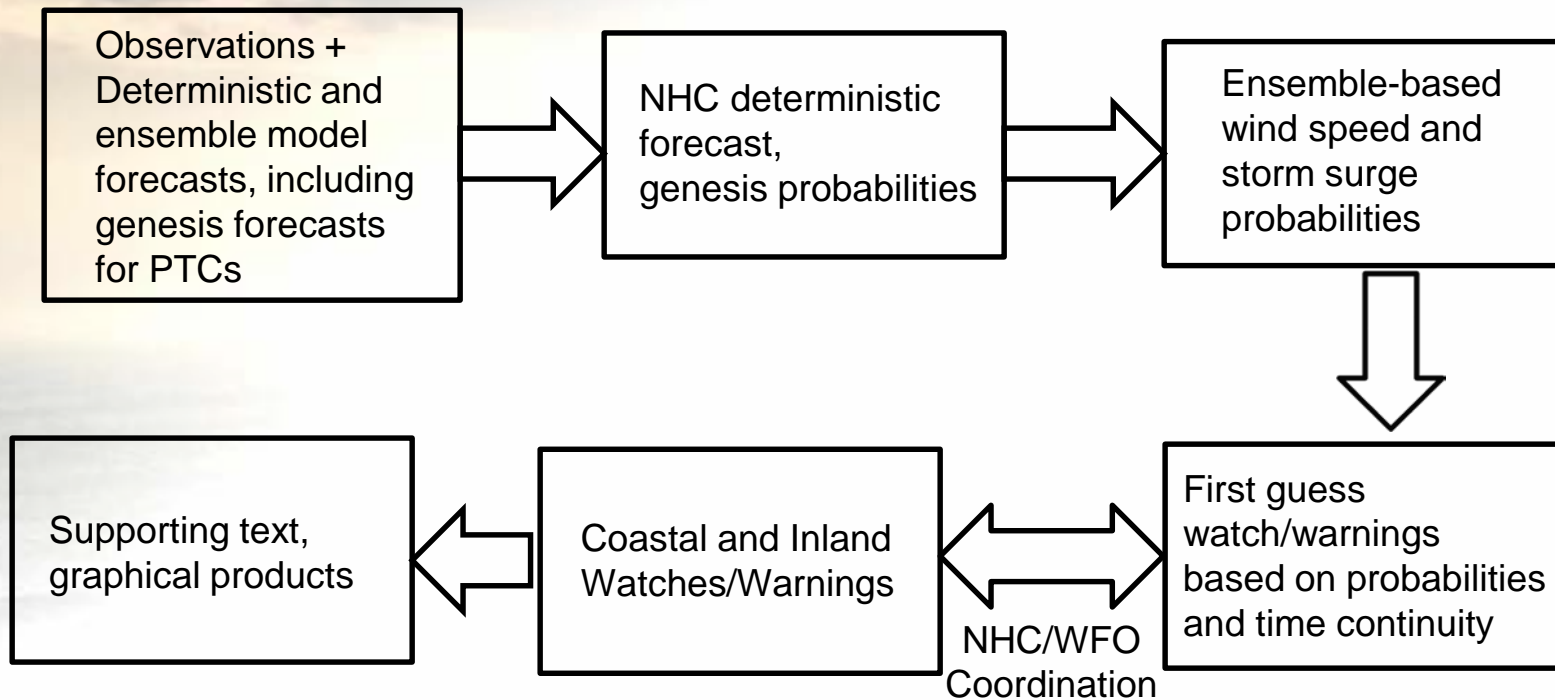 Observations +
Deterministic and
ensemble model
forecasts, including
genesis forecasts
for PTCs
NHC deterministic
forecast,
genesis probabilities
Ensemble-based
wind speed and
storm surge
probabilities
First guess
watch/warnings
based on probabilities
and time continuity
NHC/WFO
Coordination
Coastal and Inland
Watches/Warnings
Supporting text,
graphical products